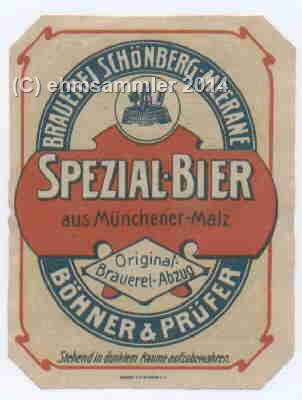 BRAUEREI SCHÖNBERG-MEERANE
(C) ehmsammler 2014
SPEZIAL-BIER
aus Münchener-Malz
Original-
Brauerei-Abzug
BÖHNER & PRÜFER
Stehend in dunklem Raume aufzubewahren.